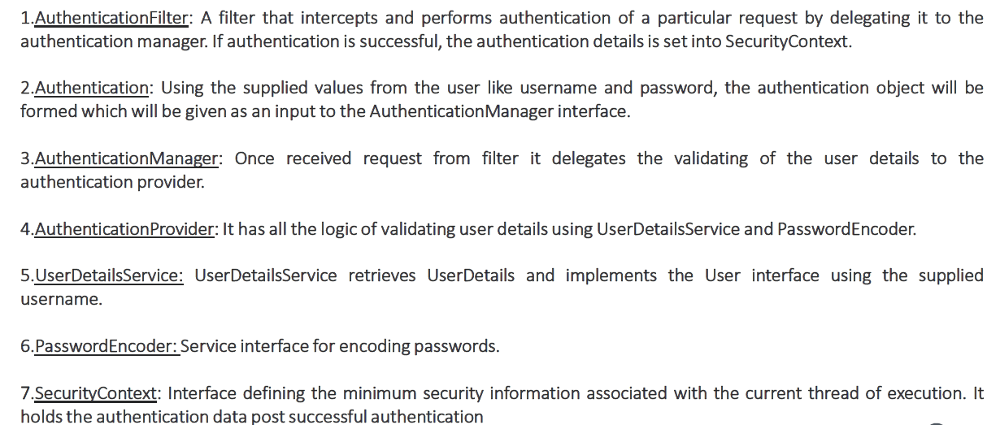 1.AuthenticationFilter: A filter that intercepts and performs authentication of a particular request by delegating it to the
authentication manager. If authentication is successful, the authentication details is set into SecurityContext.
2.Authentication: Using the supplied values from the user like username and password, the authentication object will be
formed which will be given as an input to the AuthenticationManager interface.
3.AuthenticationManager: Once received request from filter it delegates the validating of the user details to the
authentication provider.
4.AuthenticationProvider: It has all the logic of validating user details using UserDetailsService and PasswordEncoder.
5.UserDetailsService: UserDetailsService retrieves UserDetails and implements the User interface using the supplied
username.
6.PasswordEncoder: Service interface for encoding passwords.
7.SecurityContext: Interface defining the minimum security information associated with the current thread of execution. It
holds the authentication data post successful authentication